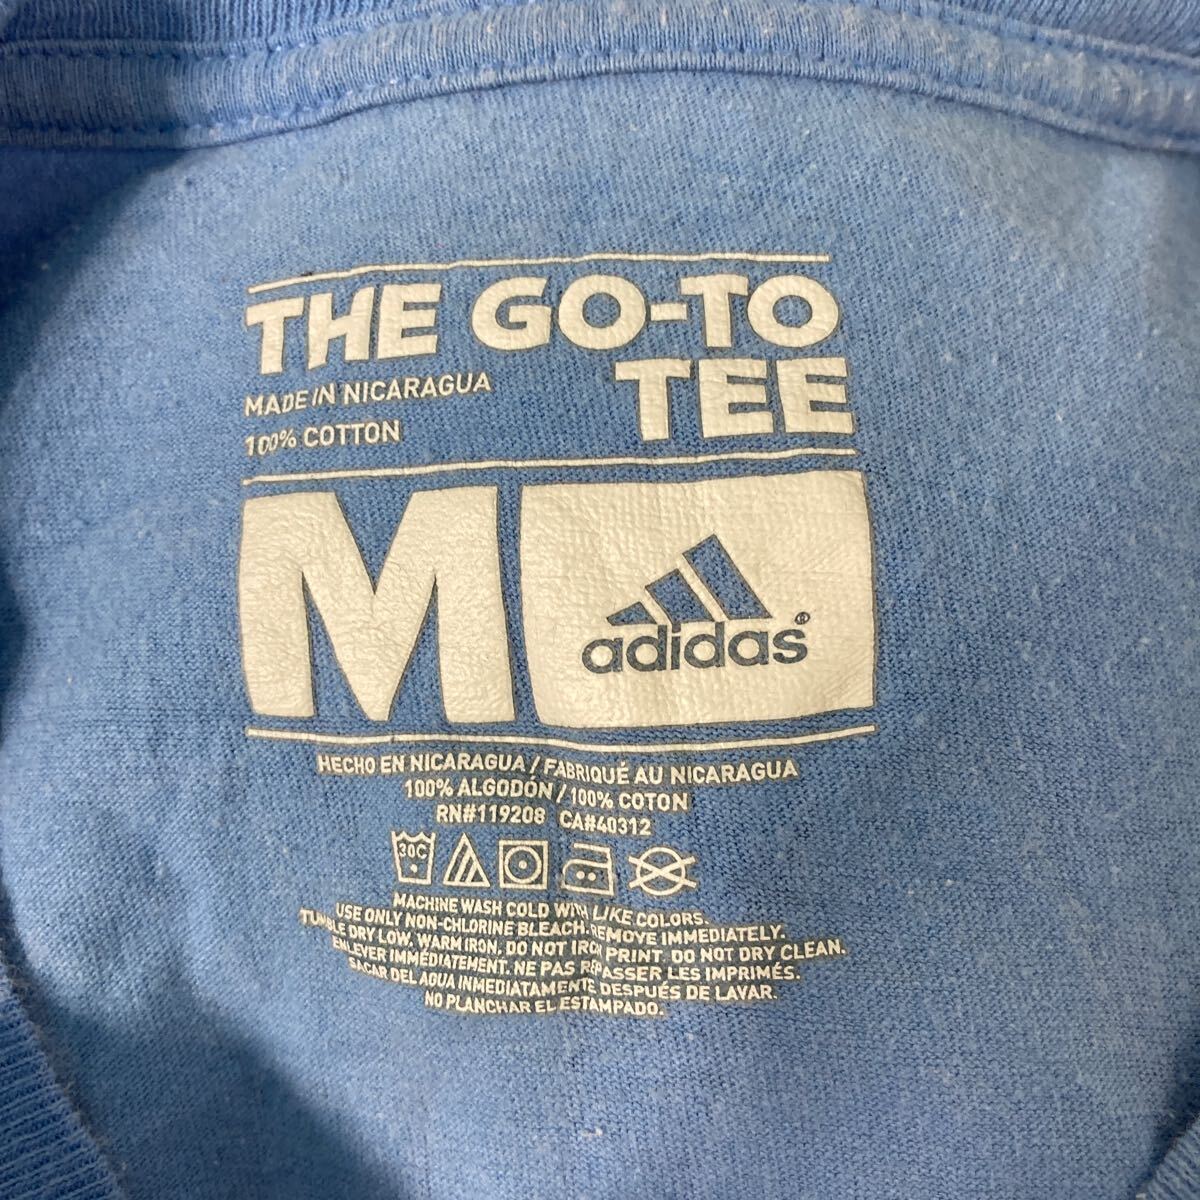 THE GO-TO
TEE
MADE IN NICARAGUA
100% COTTON
M
adidas®
HECHO EN NICARAGUA / FABRIQUÉ AU NICARAGUA
100% ALGODÓN / 100% COTON
RN#119208 CA#40312
30C
MACHINE WASH COLD WITH LIKE COLORS.
USE ONLY NON-CHLORINE BLEACH. REMOVE IMMEDIATELY.
TUMBLE DRY LOW. WARM IRON, DO NOT IRON PRINT. DO NOT DRY CLEAN.
ENLEVER IMMÉDIATEMENT. NE PAS REPASSER LES IMPRIMÉS.
SACAR DEL AGUA INMEDIATAMENTE DESPUÉS DE LAVAR.
NO PLANCHAR EL ESTAMPADO.